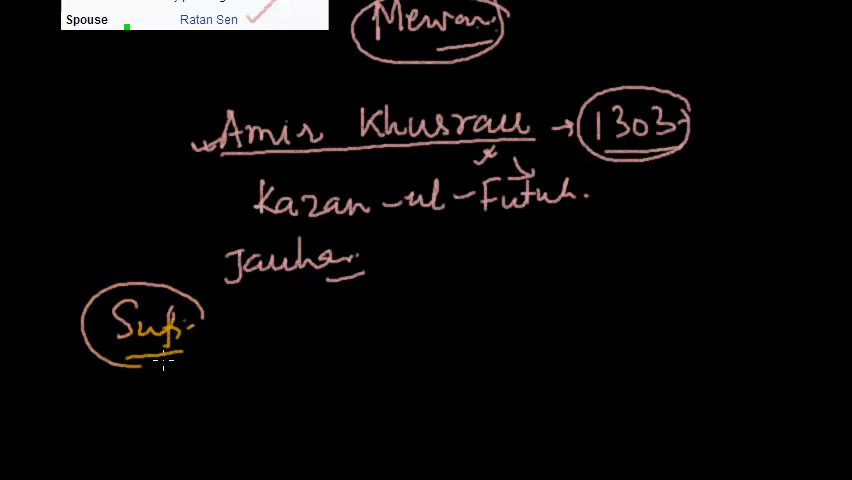 Spouse Ratan Sen
Mewar.
Amir Khusrau → 1303-
Kazan-ul-Futuh.
Jauhar.
Sufi-